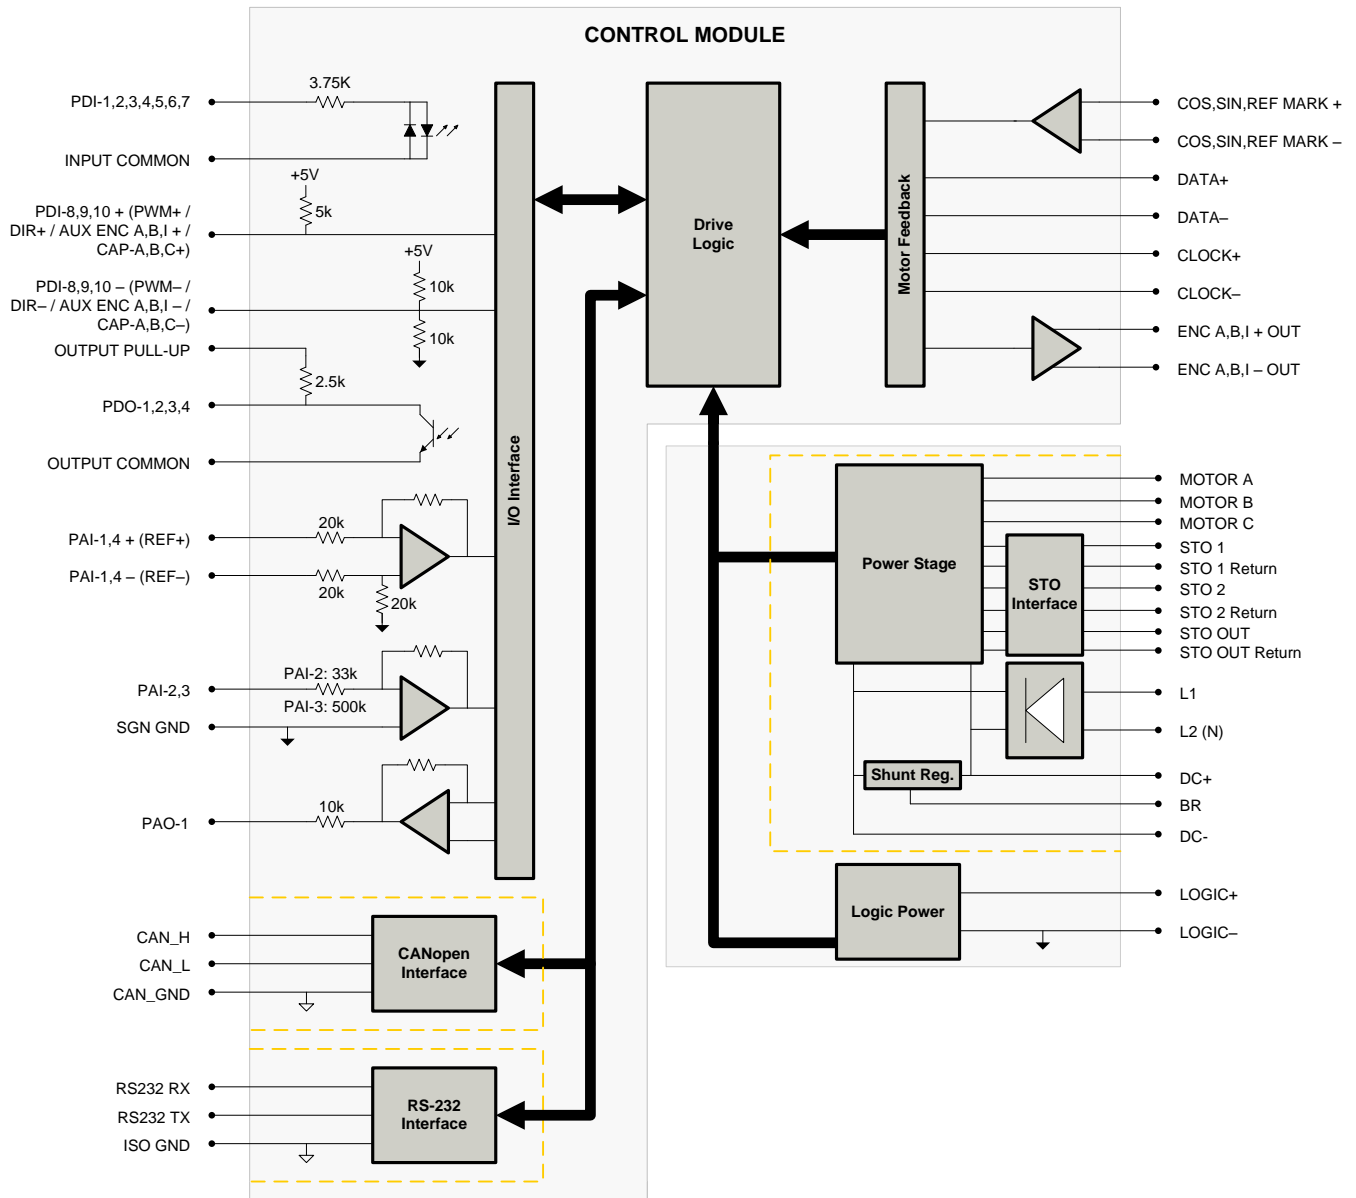 CONTROL MODULE
3.75K
PDI-1,2,3,4,5,6,7
INPUT COMMON
+5V
5k
PDI-8,9,10 + (PWM+ /
DIR+ / AUX ENC A,B,I + /
CAP-A,B,C+)
+5V
10k
PDI-8,9,10 – (PWM– /
DIR– / AUX ENC A,B,I – /
CAP-A,B,C–)
10k
OUTPUT PULL-UP
2.5k
PDO-1,2,3,4
OUTPUT COMMON
20k
PAI-1,4 + (REF+)
PAI-1,4 – (REF–)
20k
20k
PAI-2: 33k
PAI-2,3
PAI-3: 500k
SGN GND
10k
PAO-1
I/O Interface
CAN_H
CAN_L
CAN_GND
CANopen
Interface
RS232 RX
RS232 TX
ISO GND
RS-232
Interface
Drive
Logic
Motor Feedback
COS,SIN,REF MARK +
COS,SIN,REF MARK –
DATA+
DATA–
CLOCK+
CLOCK–
ENC A,B,I + OUT
ENC A,B,I – OUT
Power Stage
STO
Interface
MOTOR A
MOTOR B
MOTOR C
STO 1
STO 1 Return
STO 2
STO 2 Return
STO OUT
STO OUT Return
L1
L2 (N)
Shunt Reg.
DC+
BR
DC-
Logic Power
LOGIC+
LOGIC–